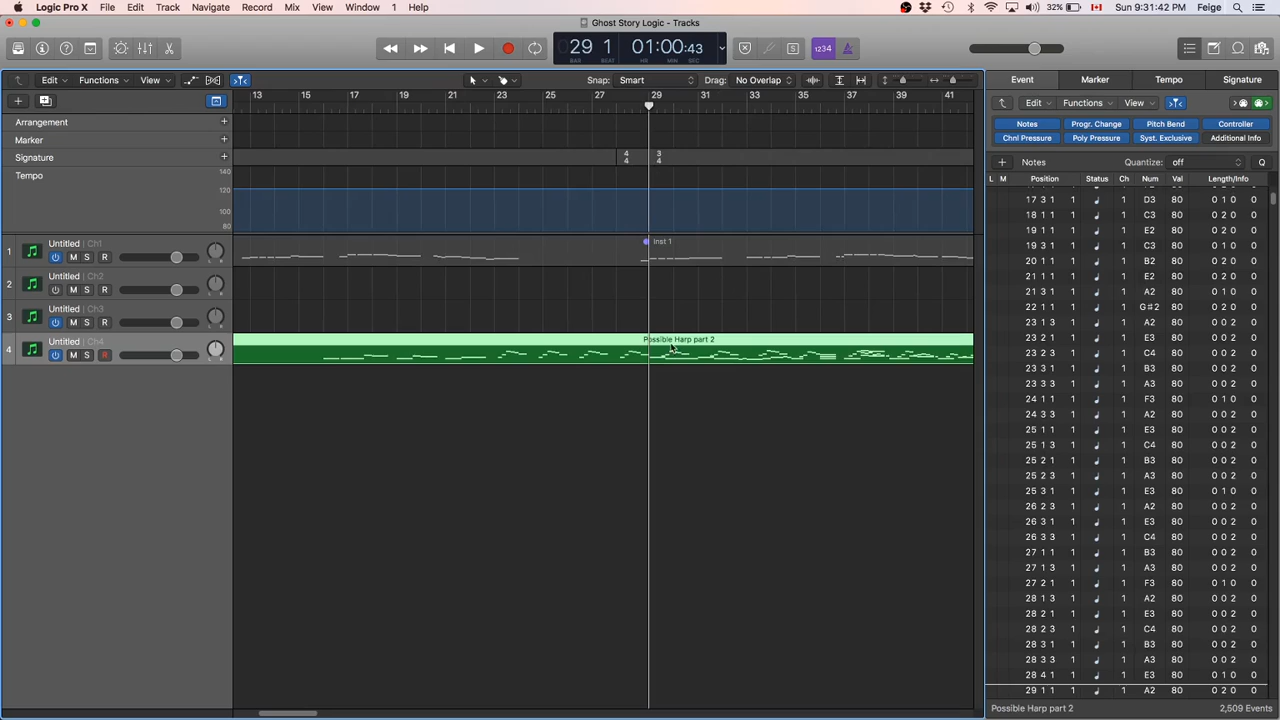 Logic Pro X File Edit Track Navigate Record Mix View Window 1 Help 32% Sun 9:31:42 PM Feige
Ghost Story Logic - Tracks
29 1 01:00:43 1234
BAR BEAT
Edit Functions View Snap: Smart Drag: No Overlap
Event Marker Tempo Signature
13 15 17 19 21 23 25 27 29 31 33 35 37 39 41
Edit Functions View
Arrangement
Marker
Signature
4 4 3 4
Tempo
140
120
100
80
Notes Progr. Change Pitch Bend Controller
Chnl Pressure Poly Pressure Syst. Exclusive Additional Info
Notes Quantize: off Q
L M Position Status Ch Num Val Length/Info
1 Untitled Ch1
M S R
Inst 1
2 Untitled Ch2
M S R
3 Untitled Ch3
M S R
4 Untitled Ch4
M S R
Possible Harp part 2
17 3 1 1 1 D3 80 0 1 0 0
18 1 1 1 1 C3 80 0 2 0 0
19 1 1 1 1 E2 80 0 2 0 0
19 3 1 1 1 C3 80 0 1 0 0
20 1 1 1 1 B2 80 0 2 0 0
21 1 1 1 1 E2 80 0 2 0 0
21 3 1 1 1 A2 80 0 1 0 0
22 1 1 1 1 G#2 80 0 2 0 0
23 1 3 1 1 A2 80 0 0 2 0
23 2 1 1 1 E3 80 0 0 2 0
23 2 3 1 1 C4 80 0 0 2 0
23 3 1 1 1 B3 80 0 0 2 0
23 3 3 1 1 A3 80 0 0 2 0
24 1 1 1 1 F3 80 0 1 0 0
24 3 3 1 1 A2 80 0 0 2 0
25 1 1 1 1 E3 80 0 0 2 0
25 1 3 1 1 C4 80 0 0 2 0
25 2 1 1 1 B3 80 0 0 2 0
25 2 3 1 1 A3 80 0 0 2 0
25 3 1 1 1 E3 80 0 1 0 0
26 2 3 1 1 A2 80 0 0 2 0
26 3 1 1 1 E3 80 0 0 2 0
26 3 3 1 1 C4 80 0 0 2 0
27 1 1 1 1 B3 80 0 0 2 0
27 1 3 1 1 A3 80 0 0 2 0
27 2 1 1 1 F3 80 0 1 0 0
28 1 3 1 1 A2 80 0 0 2 0
28 2 1 1 1 E3 80 0 0 2 0
28 2 3 1 1 C4 80 0 0 2 0
28 3 1 1 1 B3 80 0 0 2 0
28 3 3 1 1 A3 80 0 0 2 0
28 4 1 1 1 E3 80 0 1 0 0
29 1 1 1 1 A2 80 0 2 0 0
Possible Harp part 2 2,509 Events